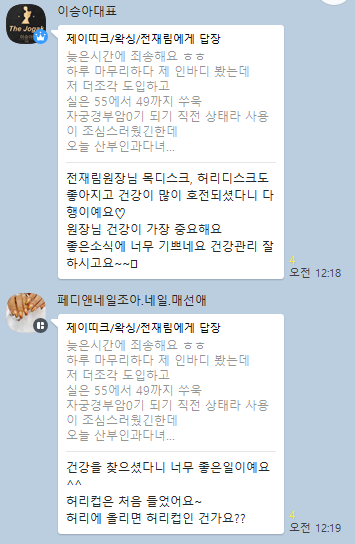 The Jogak
이승아대표
제이띠크/왁싱/전재림에게 답장
늦은시간에 죄송해요 ㅎㅎ
하루 마무리하다 제 인바디 봤는데
저 더조각 도입하고
실은 55에서 49까지 쑤욱
자궁경부암0기 되기 직전 상태라 사용
이 조심스러웠긴한데
오늘 산부인과다녀...
전재림원장님 목디스크, 허리디스크도
좋아지고 건강이 많이 호전되셨다니 다
행이예요♡
원장님 건강이 가장 중요해요
좋은소식에 너무 기쁘네요 건강관리 잘
하시고요~~
4
오전 12:18
페디앤네일조아.네일.매선애
제이띠크/왁싱/전재림에게 답장
늦은시간에 죄송해요 ㅎㅎ
하루 마무리하다 제 인바디 봤는데
저 더조각 도입하고
실은 55에서 49까지 쑤욱
자궁경부암0기 되기 직전 상태라 사용
이 조심스러웠긴한데
오늘 산부인과다녀...
건강을 찾으셨다니 너무 좋은일이예요
^^
허리컵은 처음 들었어요~
허리에 올리면 허리컵인 건가요??
4
오전 12:19